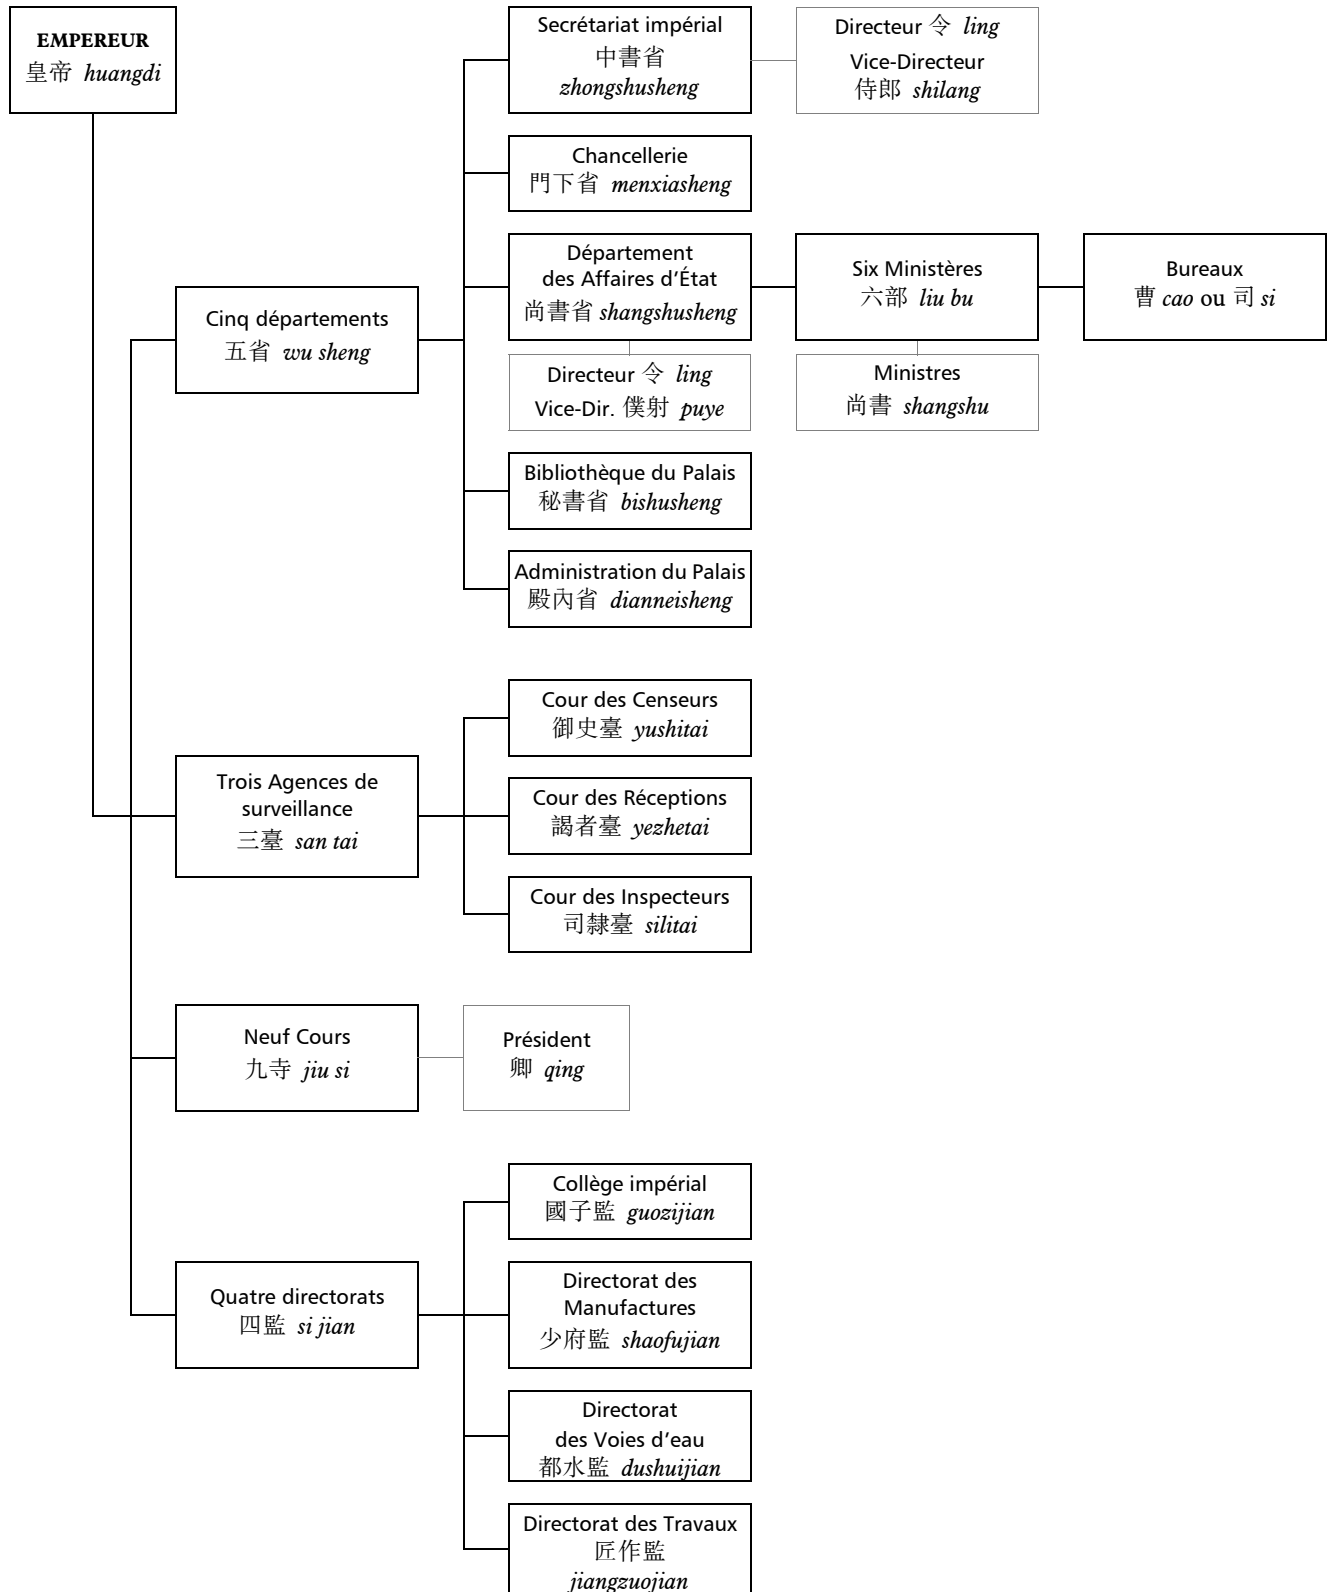 EMPEREUR
皇帝 huangdi
Cinq départements
五省 wu sheng
Secrétariat impérial
中書省
zhongshusheng
Directeur 令 ling
Vice-Directeur
侍郎 shilang
Chancellerie
門下省 menxiasheng
Département
des Affaires d’État
尚書省 shangshusheng
Six Ministères
六部 liu bu
Bureaux
曹 cao ou 司 si
Directeur 令 ling
Vice-Dir. 僕射 puye
Ministres
尚書 shangshu
Bibliothèque du Palais
秘書省 bishusheng
Administration du Palais
殿內省 dianneisheng
Trois Agences de
surveillance
三臺 san tai
Cour des Censeurs
御史臺 yushitai
Cour des Réceptions
謁者臺 yezhetai
Cour des Inspecteurs
司隸臺 silitai
Neuf Cours
九寺 jiu si
Président
卿 qing
Quatre directorats
四監 si jian
Collège impérial
國子監 guozijian
Directorat des
Manufactures
少府監 shaofujian
Directorat
des Voies d’eau
都水監 dushuijian
Directorat des Travaux
匠作監
jiangzuojian